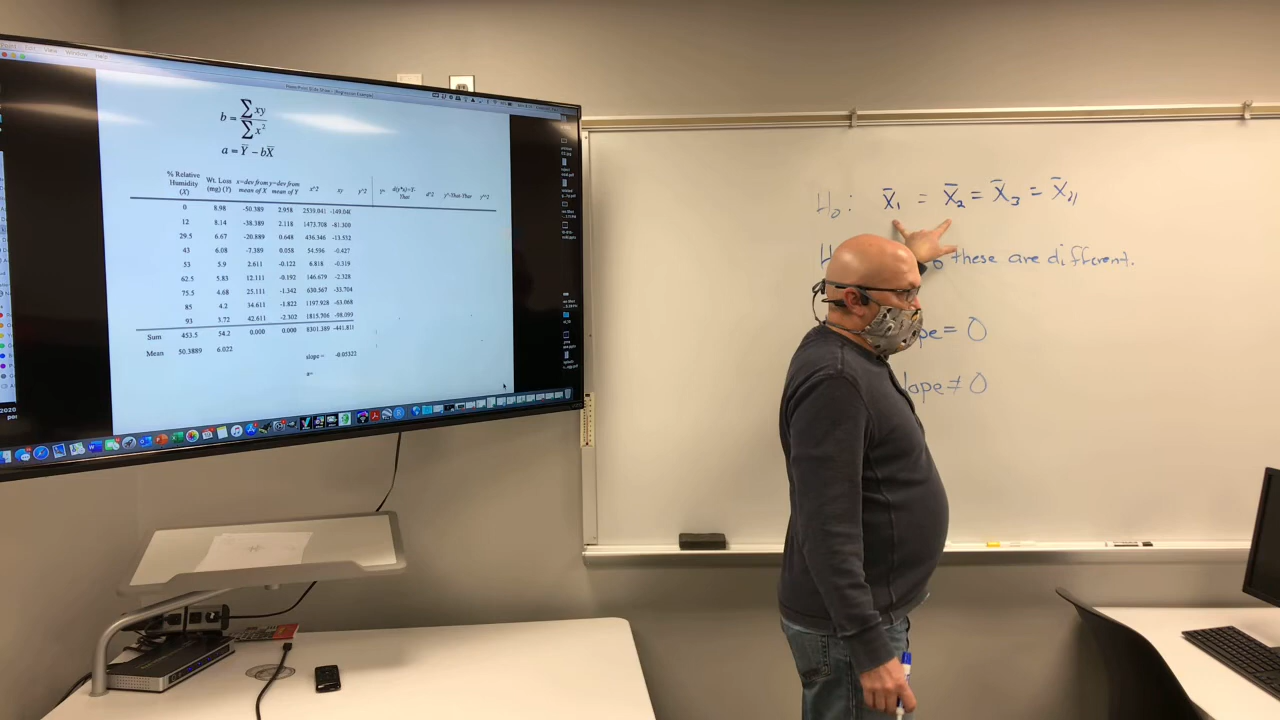 b = ∑xy / ∑x²
a = Y̅ − bX̅
% Relative Humidity (X) Wt. Loss (mg) (Y) x=dev from mean of X y=dev from mean of Y x^2 xy y^2 d^2
0 8.98 -50.389 2.958 2539.041 -149.040
12 8.14 -38.389 2.118 1473.708 -81.300
29.5 6.67 -20.889 0.648 436.346 -13.532
43 6.08 -7.389 0.058 54.596 -0.427
53 5.9 2.611 -0.122 6.818 -0.319
62.5 5.83 12.111 -0.192 146.679 -2.328
75.5 4.68 25.111 -1.342 630.567 -33.704
85 4.2 34.611 -1.822 1197.928 -63.068
93 3.72 42.611 -2.302 1815.706 -98.099
Sum 453.5 54.2 0.000 0.000 8301.389 -441.811
Mean 50.3889 6.022
slope = -0.05322
a=
H₀: X̅₁ = X̅₂ = X̅₃ = X̅₄
these are different.
pe = 0
lope ≠ 0